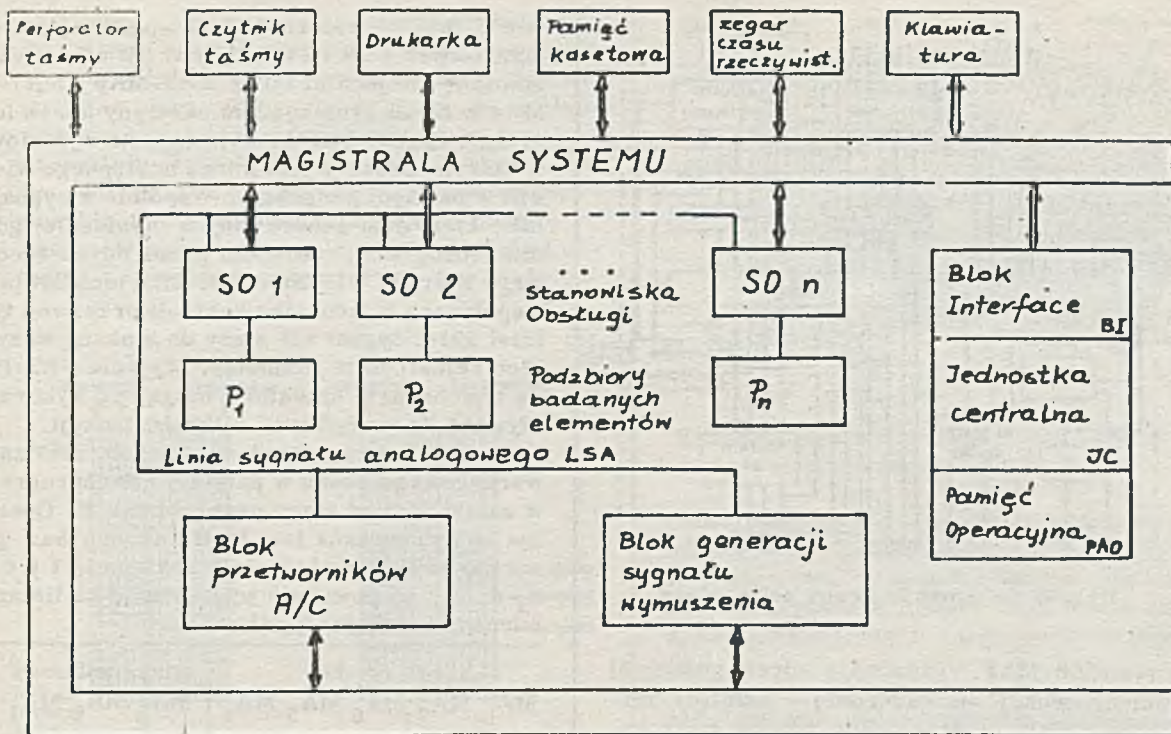 Perforator
taśmy
Czytnik
taśmy
Drukarka
Pamięć
kasetowa
zegar
czasu
rzeczywist.
Klawia-
tura
MAGISTRALA SYSTEMU
SO 1
SO 2
...
Stanowiska
Obsługi
SO n
P1
P2
Podzbiory
badanych
elementów
Pn
Linia sygnału analogowego LSA
Blok
Interface
BI
Jednostka
centralna
JC
Pamięć
Operacyjna
PAO
Blok
przetworników
A/C
Blok generacji
sygnału
wymuszenia